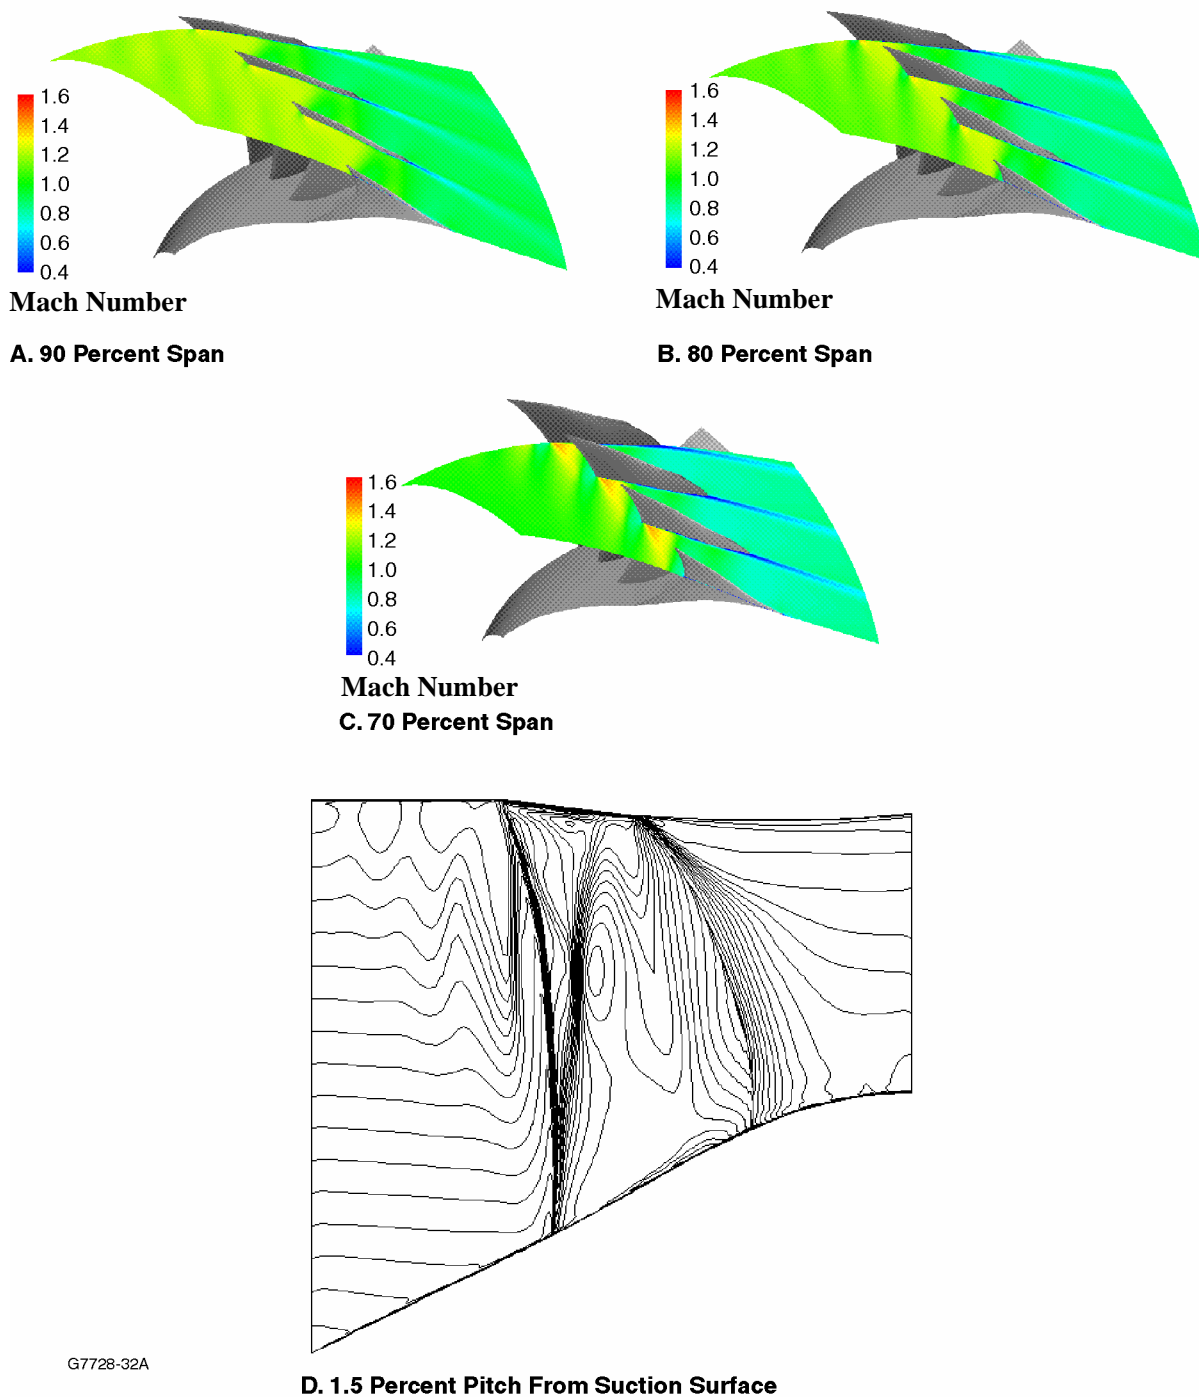 1.6
1.4
1.2
1.0
0.8
0.6
0.4
Mach Number
A. 90 Percent Span
1.6
1.4
1.2
1.0
0.8
0.6
0.4
Mach Number
B. 80 Percent Span
1.6
1.4
1.2
1.0
0.8
0.6
0.4
Mach Number
C. 70 Percent Span
G7728-32A
D. 1.5 Percent Pitch From Suction Surface